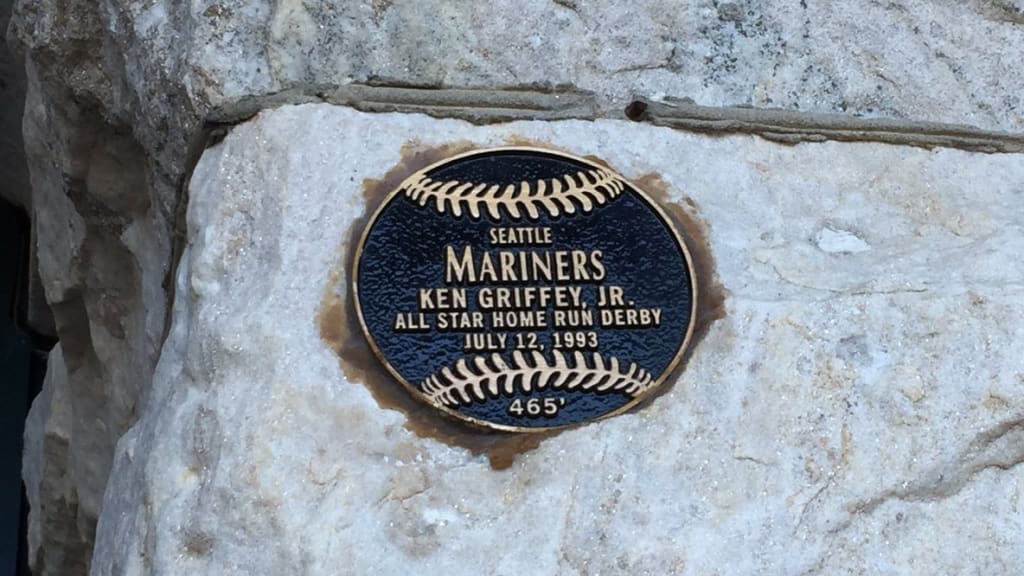 SEATTLE
MARINERS
KEN GRIFFEY, JR.
ALL STAR HOME RUN DERBY
JULY 12, 1993
465'